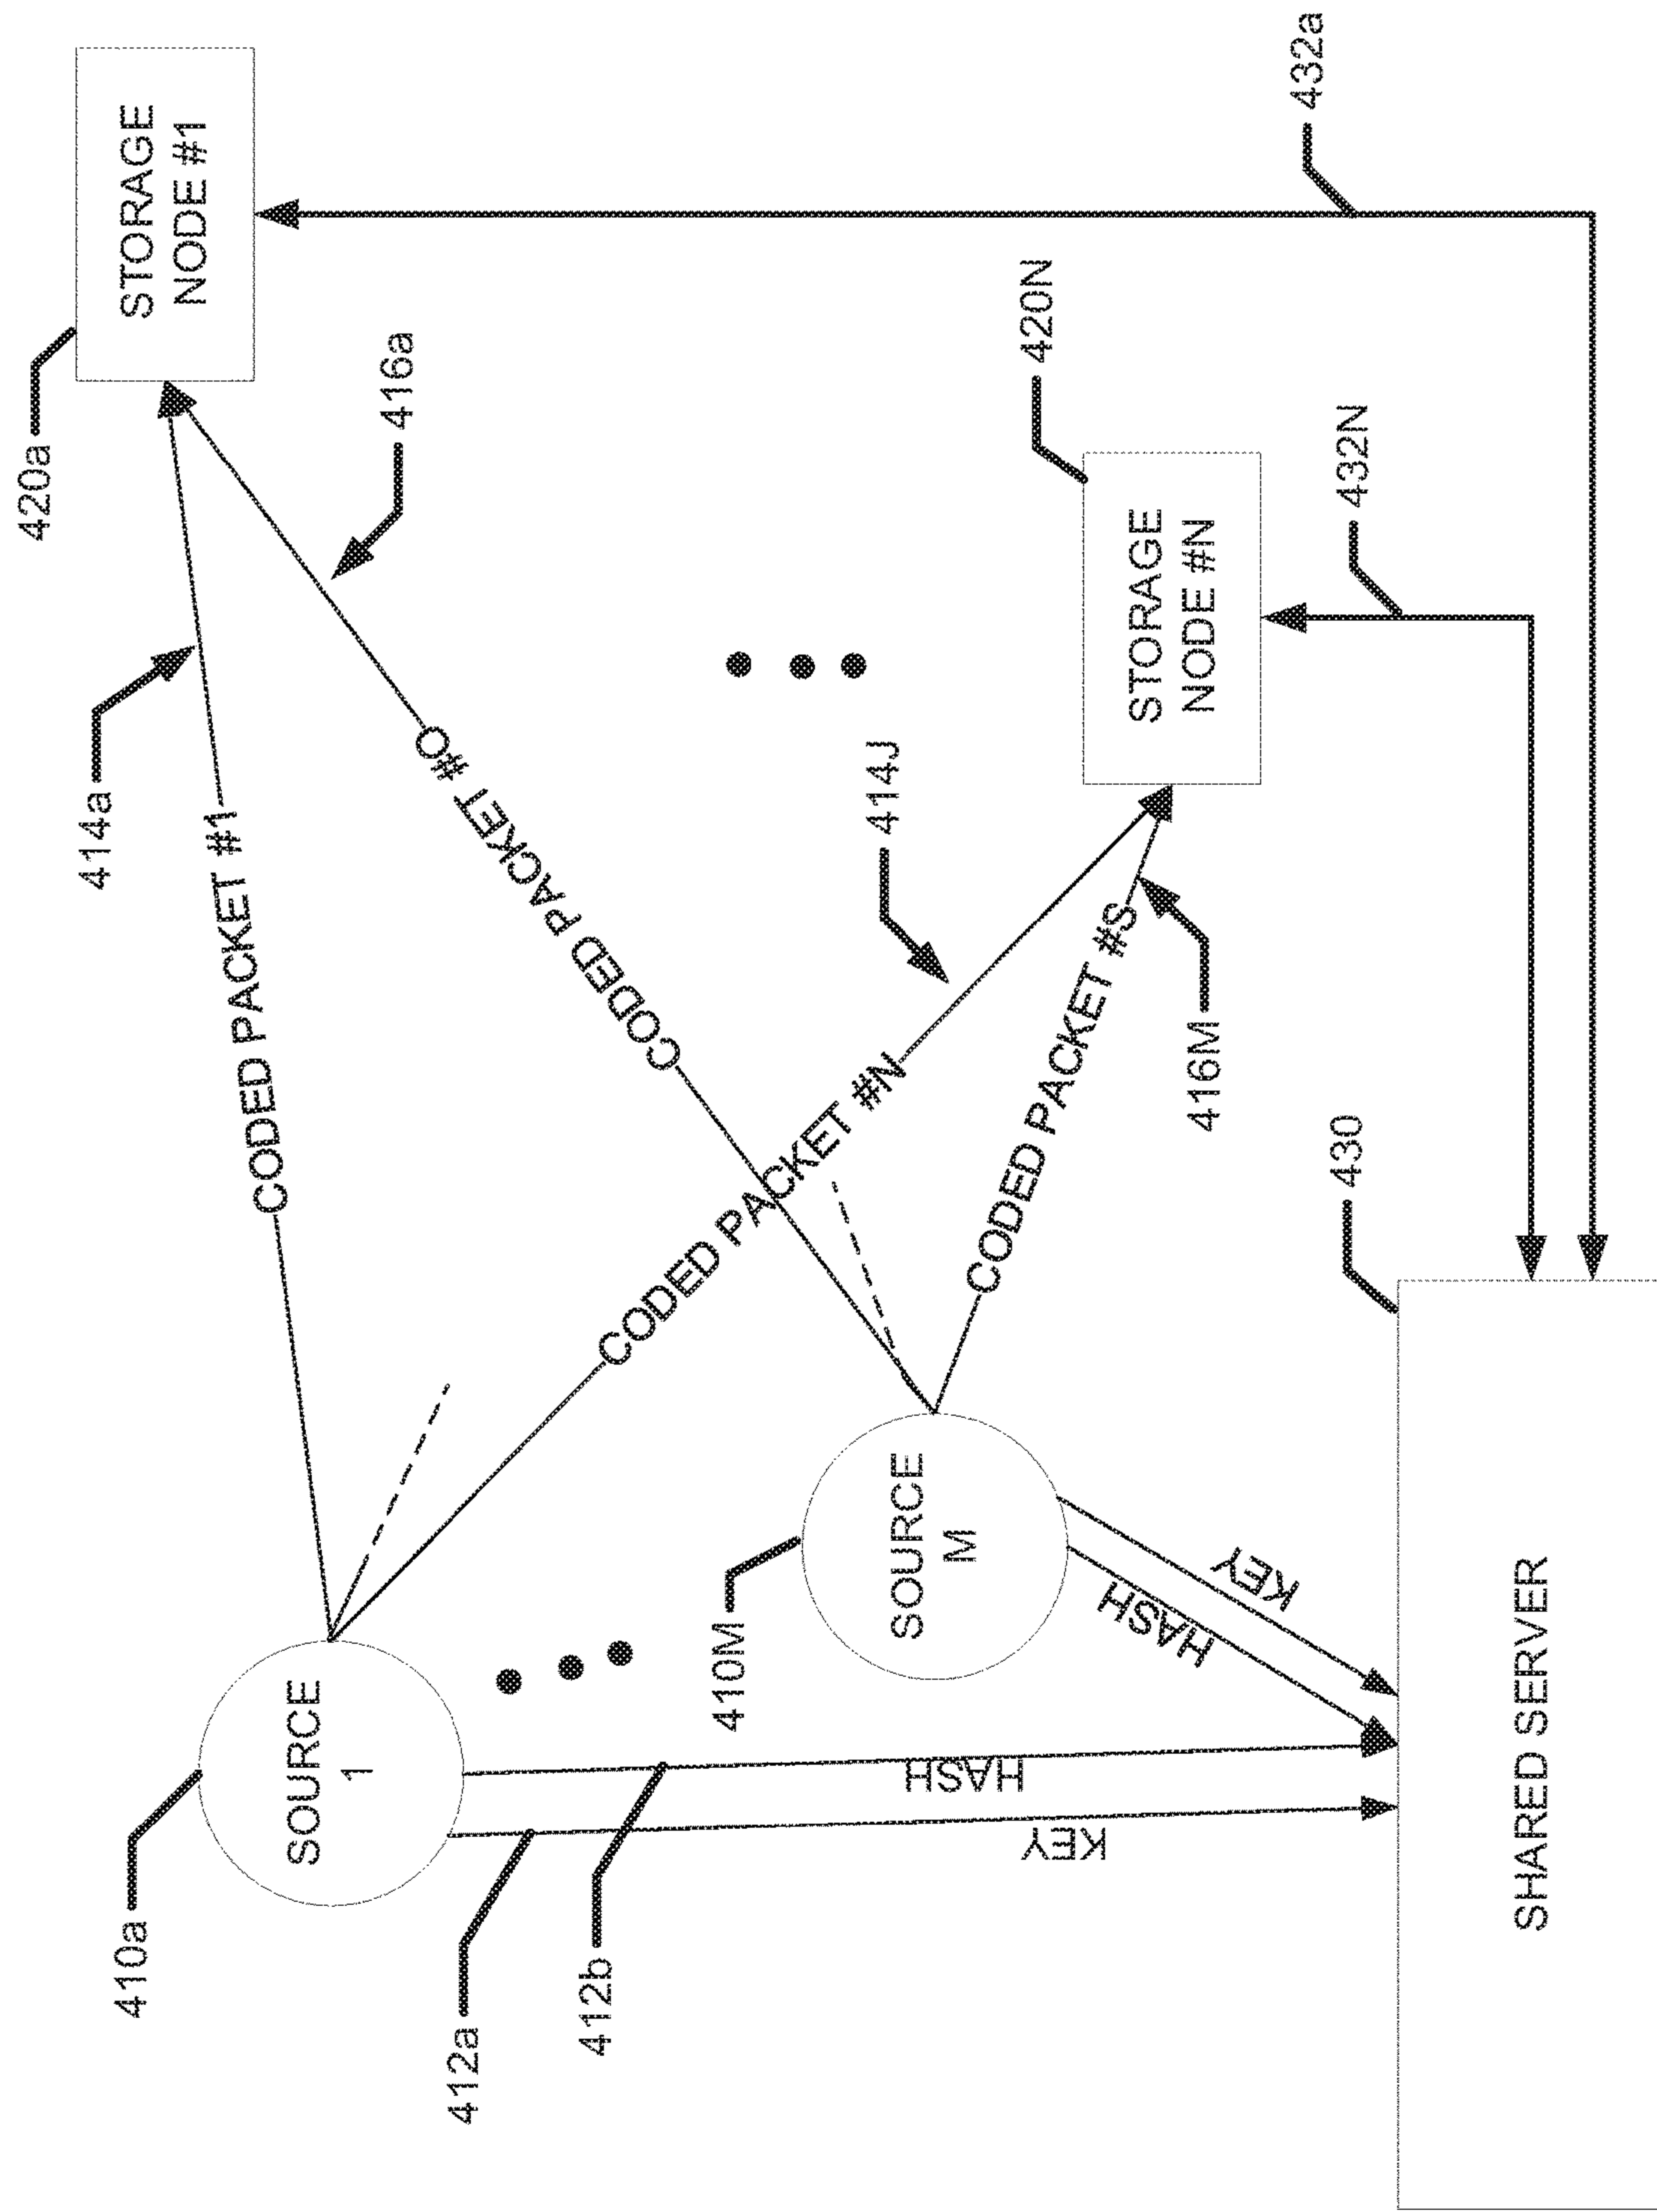 420a
414a
410a
STORAGE
NODE #1
CODED PACKET #1
SOURCE
1
416a
CODED PACKET #O
412a
412b
410M
CODED PACKET #N
414J
SOURCE
M
HASH
KEY
420N
CODED PACKET #S
STORAGE
NODE #N
HASH
KEY
416M
432a
430
432N
SHARED SERVER